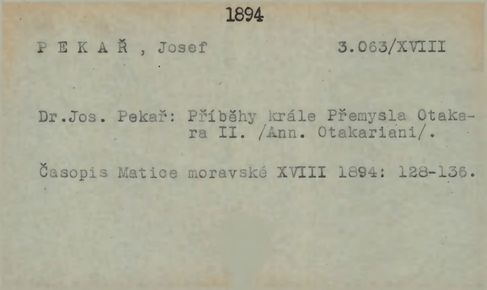 1894
P E K A Ř , Josef 3.063/XVIII
Dr.Jos. Pekař: Příběhy krále Přemysla Otaka-
ra II. /Ann. Otakariani/.
Časopis Matice moravské XVIII 1894: 128-136.